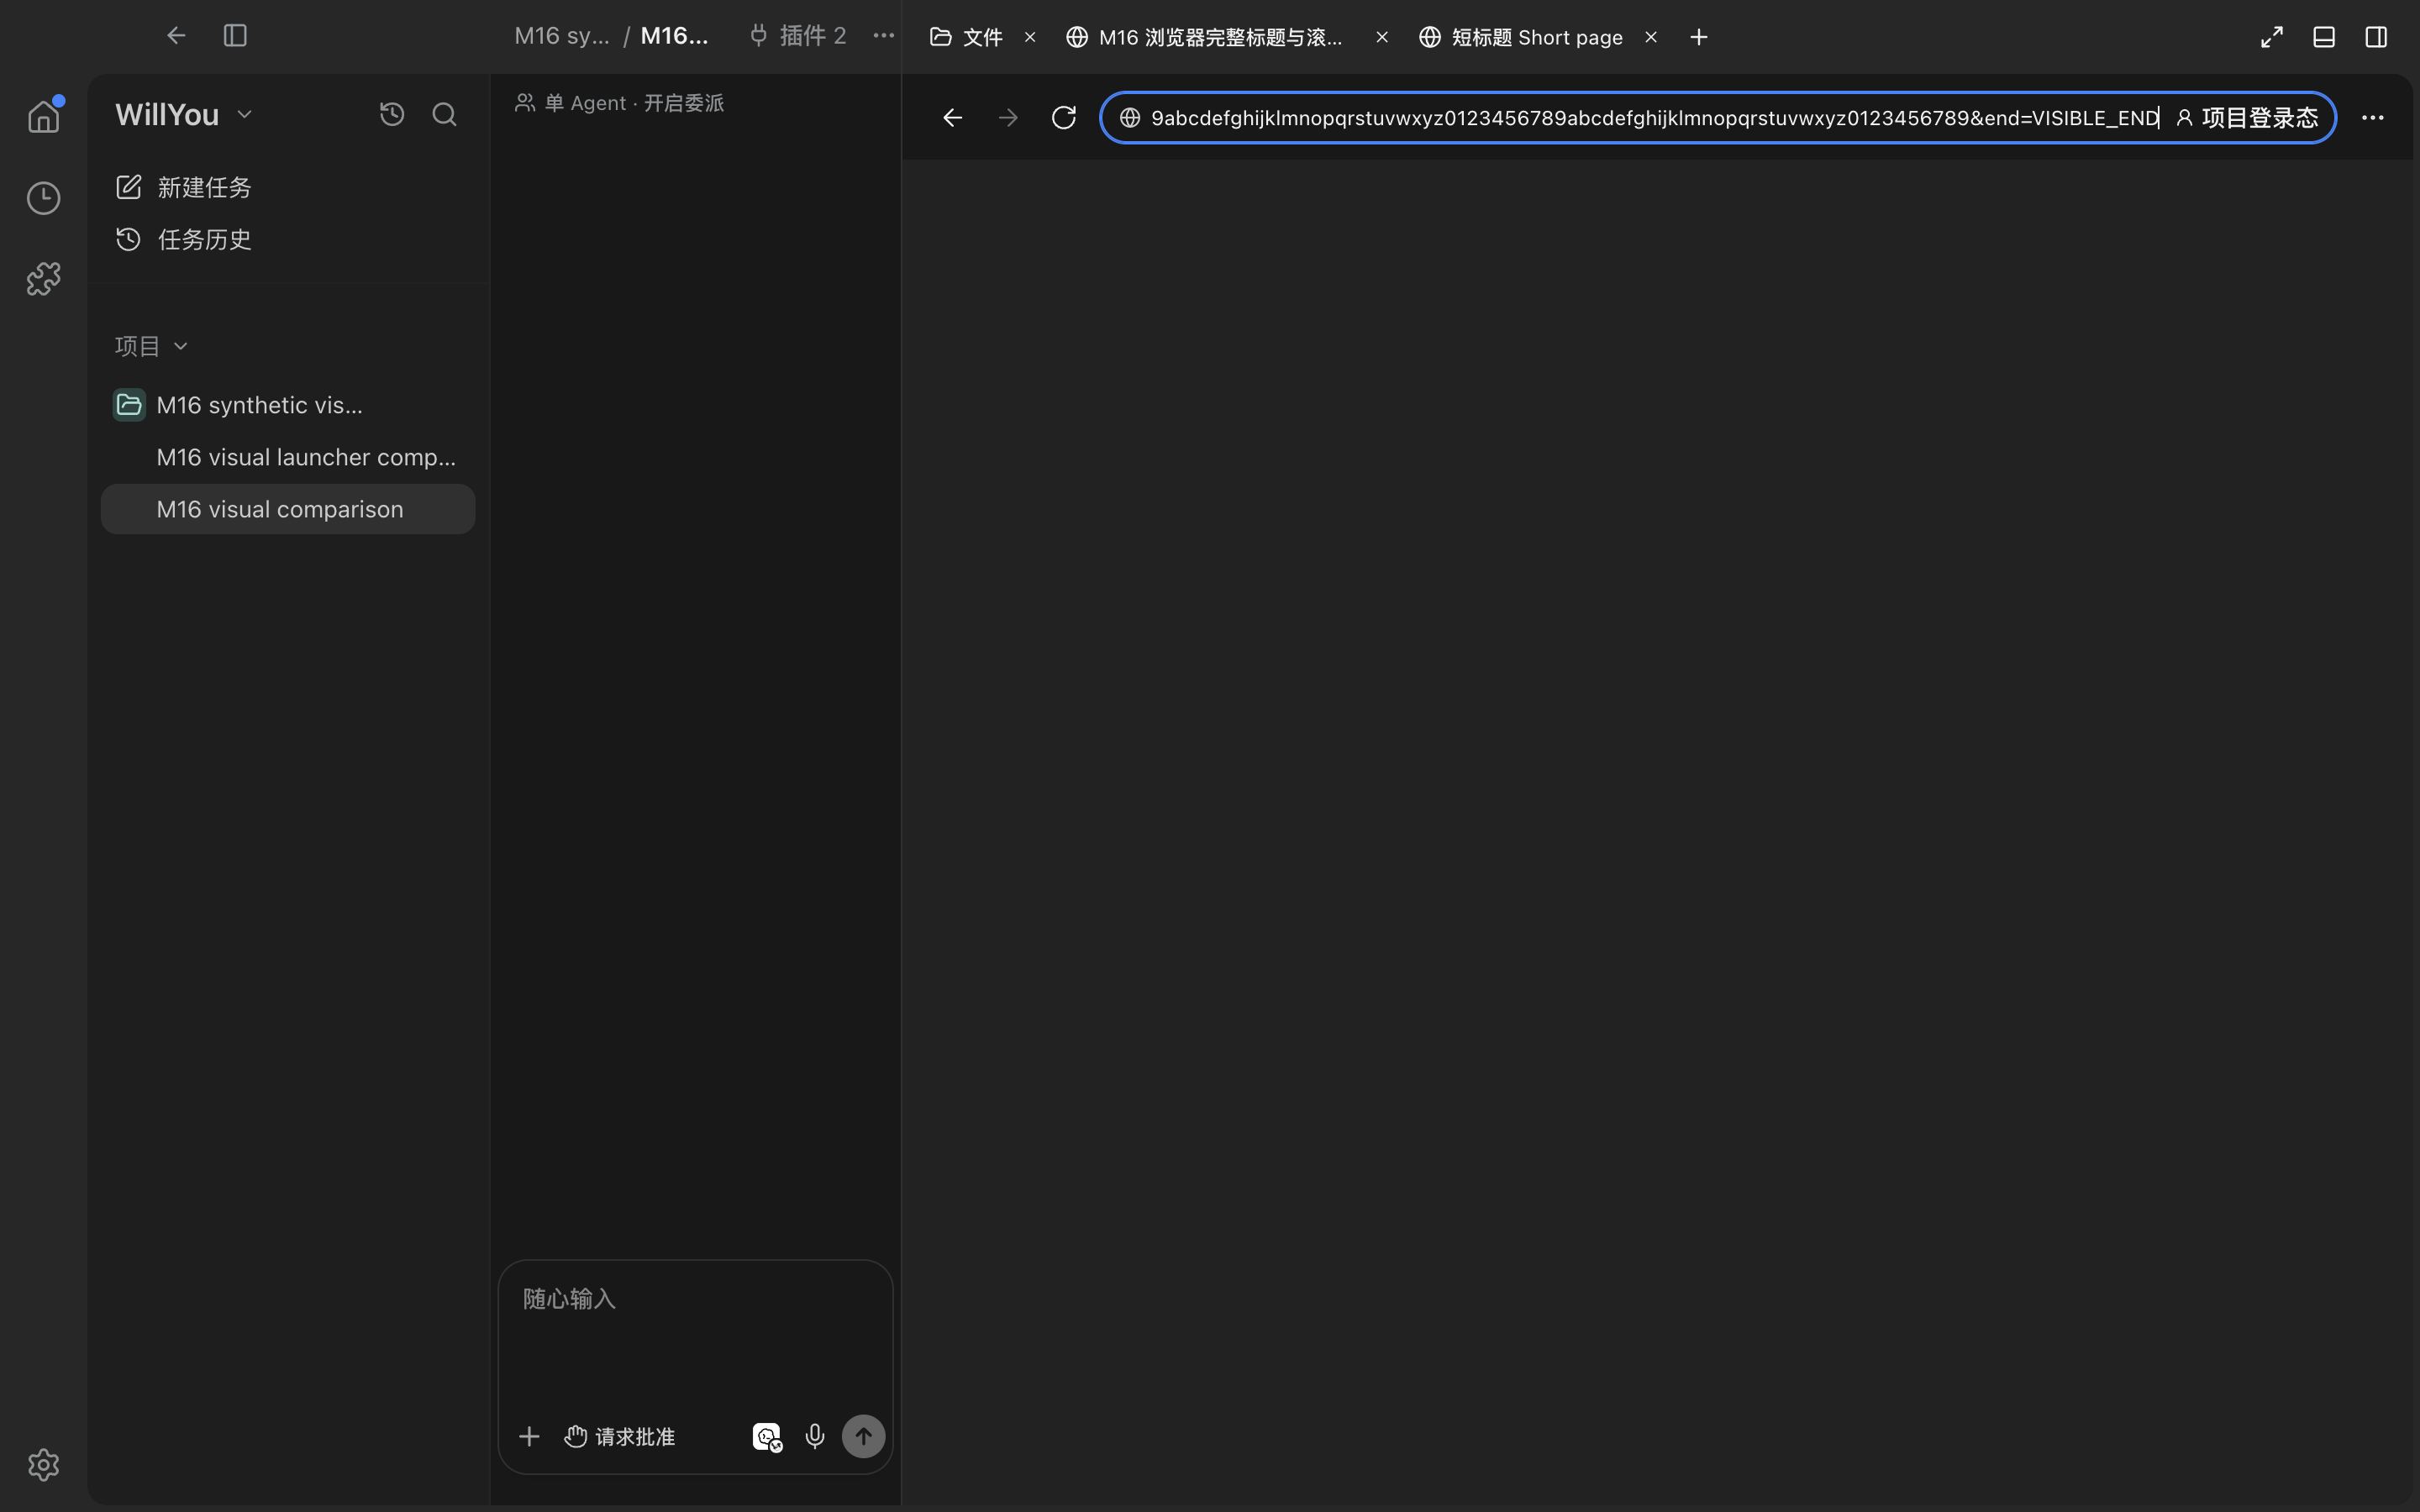 M16 sy... / M16... 插件 2
文件
M16 浏览器完整标题与滚...
短标题 Short page
WillYou
新建任务
任务历史
项目
M16 synthetic vis...
M16 visual launcher comp...
M16 visual comparison
单 Agent · 开启委派
随心输入
请求批准
9abcdefghijklmnopqrstuvwxyz0123456789abcdefghijklmnopqrstuvwxyz0123456789&end=VISIBLE_END
项目登录态